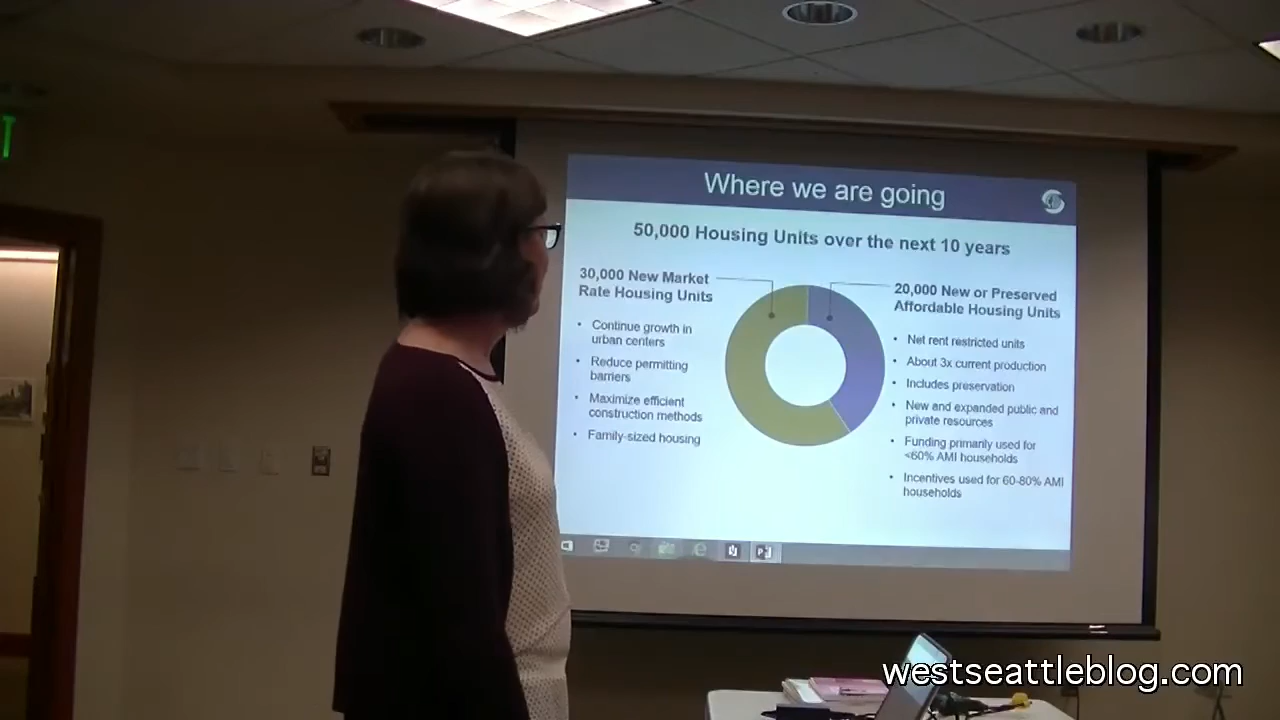 Where we are going
50,000 Housing Units over the next 10 years
30,000 New Market
Rate Housing Units
• Continue growth in
urban centers
• Reduce permitting
barriers
• Maximize efficient
construction methods
• Family-sized housing
20,000 New or Preserved
Affordable Housing Units
• Net rent restricted units
• About 3x current production
• Includes preservation
• New and expanded public and
private resources
• Funding primarily used for
<60% AMI households
• Incentives used for 60-80% AMI
households
westseattleblog.com